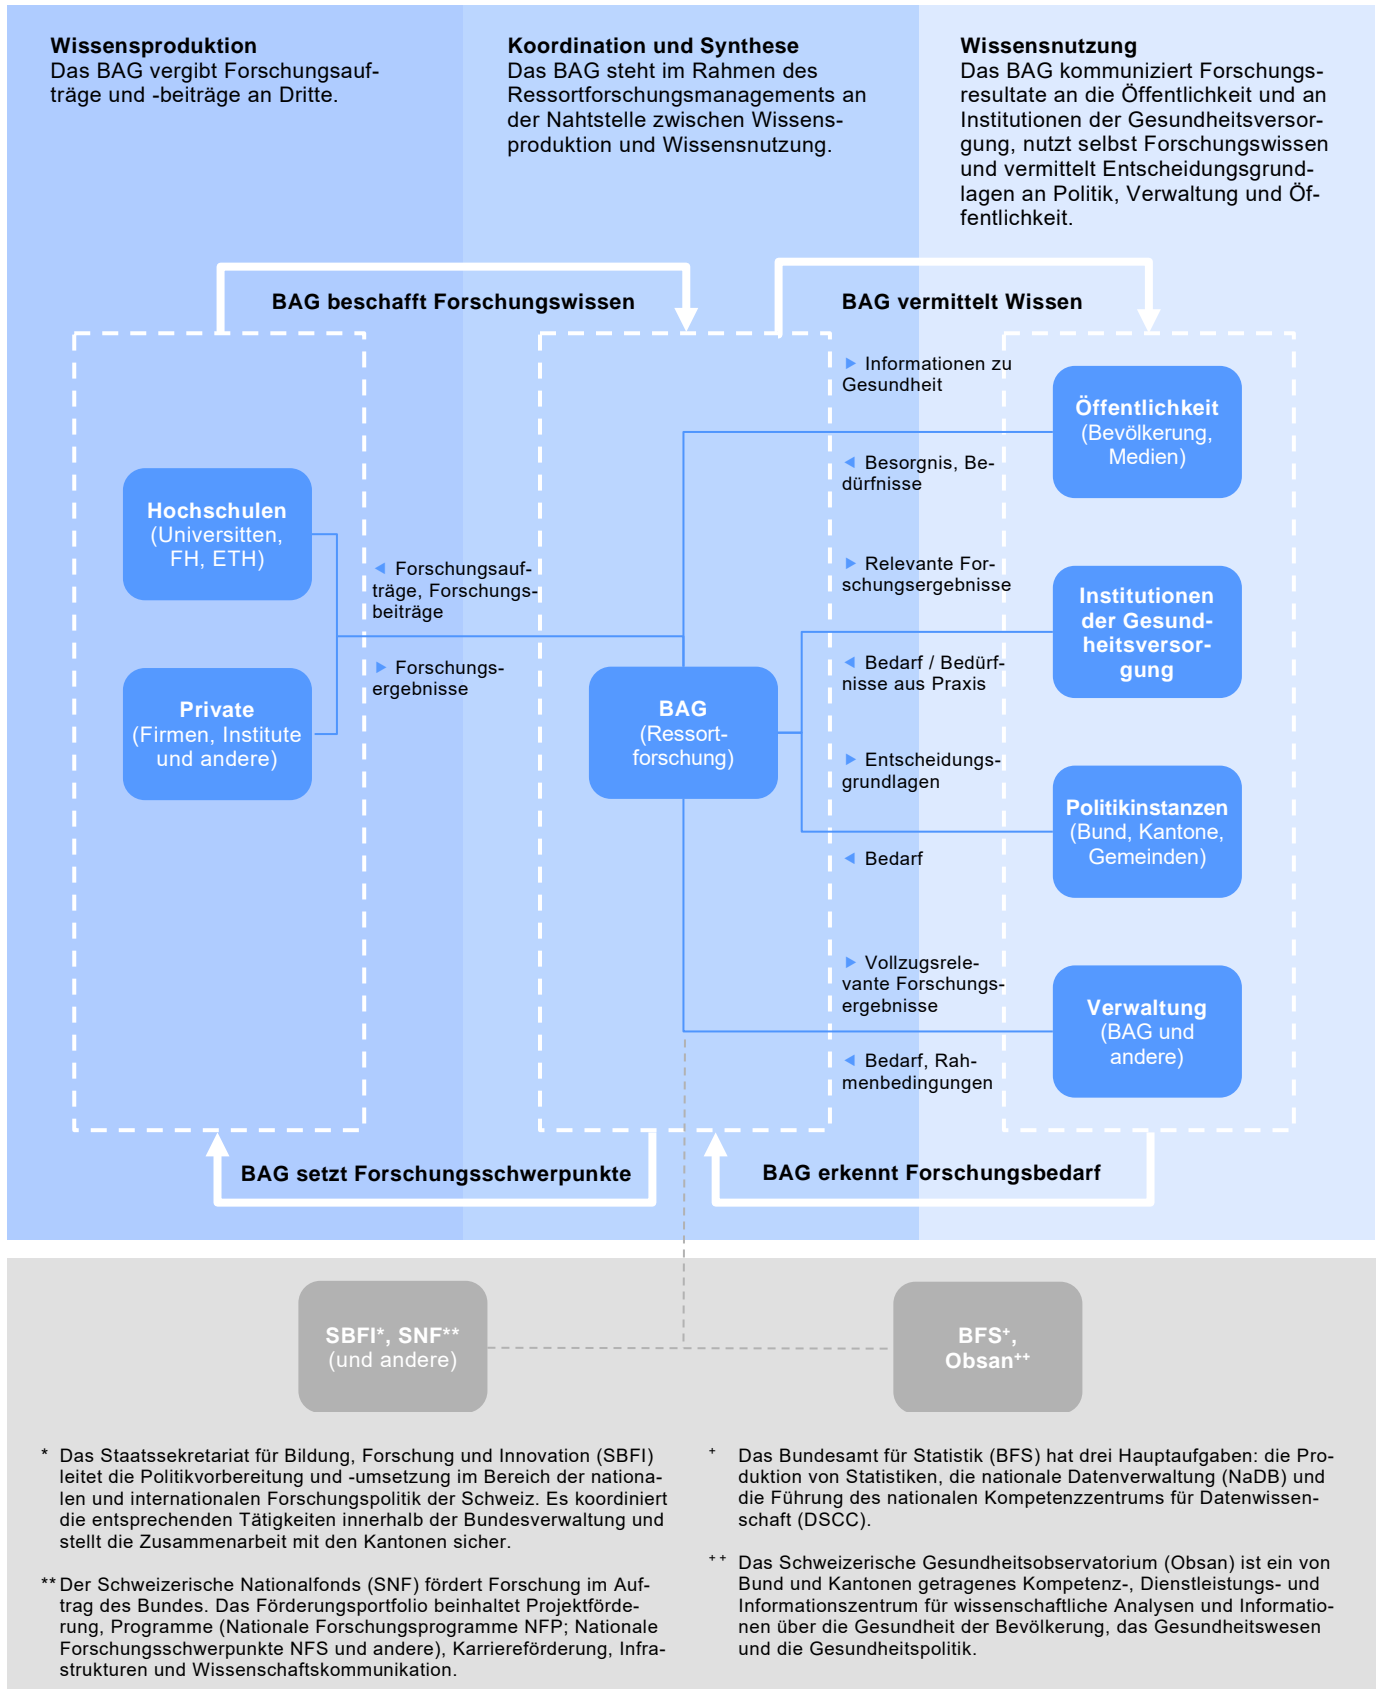 Wissensproduktion
Das BAG vergibt Forschungsauf-
träge und -beiträge an Dritte.
Koordination und Synthese
Das BAG steht im Rahmen des
Ressortforschungsmanagements an
der Nahtstelle zwischen Wissens-
produktion und Wissensnutzung.
Wissensnutzung
Das BAG kommuniziert Forschungs-
resultate an die Öffentlichkeit und an
Institutionen der Gesundheitsversor-
gung, nutzt selbst Forschungswissen
und vermittelt Entscheidungsgrund-
lagen an Politik, Verwaltung und Öf-
fentlichkeit.
BAG beschafft Forschungswissen
BAG vermittelt Wissen
Hochschulen
(Universitten,
FH, ETH)
Private
(Firmen, Institute
und andere)
◄ Forschungsauf-
träge, Forschungs-
beiträge
► Forschungs-
ergebnisse
BAG
(Ressort-
forschung)
► Informationen zu
Gesundheit
◄ Besorgnis, Be-
dürfnisse
► Relevante For-
schungsergebnisse
◄ Bedarf / Bedürf-
nisse aus Praxis
► Entscheidungs-
grundlagen
◄ Bedarf
► Vollzugsrele-
vante Forschungs-
ergebnisse
◄ Bedarf, Rah-
menbedingungen
Öffentlichkeit
(Bevölkerung,
Medien)
Institutionen
der Gesund-
heitsversor-
gung
Politikinstanzen
(Bund, Kantone,
Gemeinden)
Verwaltung
(BAG und
andere)
BAG setzt Forschungsschwerpunkte
BAG erkennt Forschungsbedarf
SBFI*, SNF**
(und andere)
BFS+,
Obsan++
* Das Staatssekretariat für Bildung, Forschung und Innovation (SBFI)
leitet die Politikvorbereitung und -umsetzung im Bereich der nationa-
len und internationalen Forschungspolitik der Schweiz. Es koordiniert
die entsprechenden Tätigkeiten innerhalb der Bundesverwaltung und
stellt die Zusammenarbeit mit den Kantonen sicher.
** Der Schweizerische Nationalfonds (SNF) fördert Forschung im Auf-
trag des Bundes. Das Förderungsportfolio beinhaltet Projektförde-
rung, Programme (Nationale Forschungsprogramme NFP; Nationale
Forschungsschwerpunkte NFS und andere), Karriereförderung, Infra-
strukturen und Wissenschaftskommunikation.
+ Das Bundesamt für Statistik (BFS) hat drei Hauptaufgaben: die Pro-
duktion von Statistiken, die nationale Datenverwaltung (NaDB) und
die Führung des nationalen Kompetenzzentrums für Datenwissen-
schaft (DSCC).
++ Das Schweizerische Gesundheitsobservatorium (Obsan) ist ein von
Bund und Kantonen getragenes Kompetenz-, Dienstleistungs- und
Informationszentrum für wissenschaftliche Analysen und Informatio-
nen über die Gesundheit der Bevölkerung, das Gesundheitswesen
und die Gesundheitspolitik.